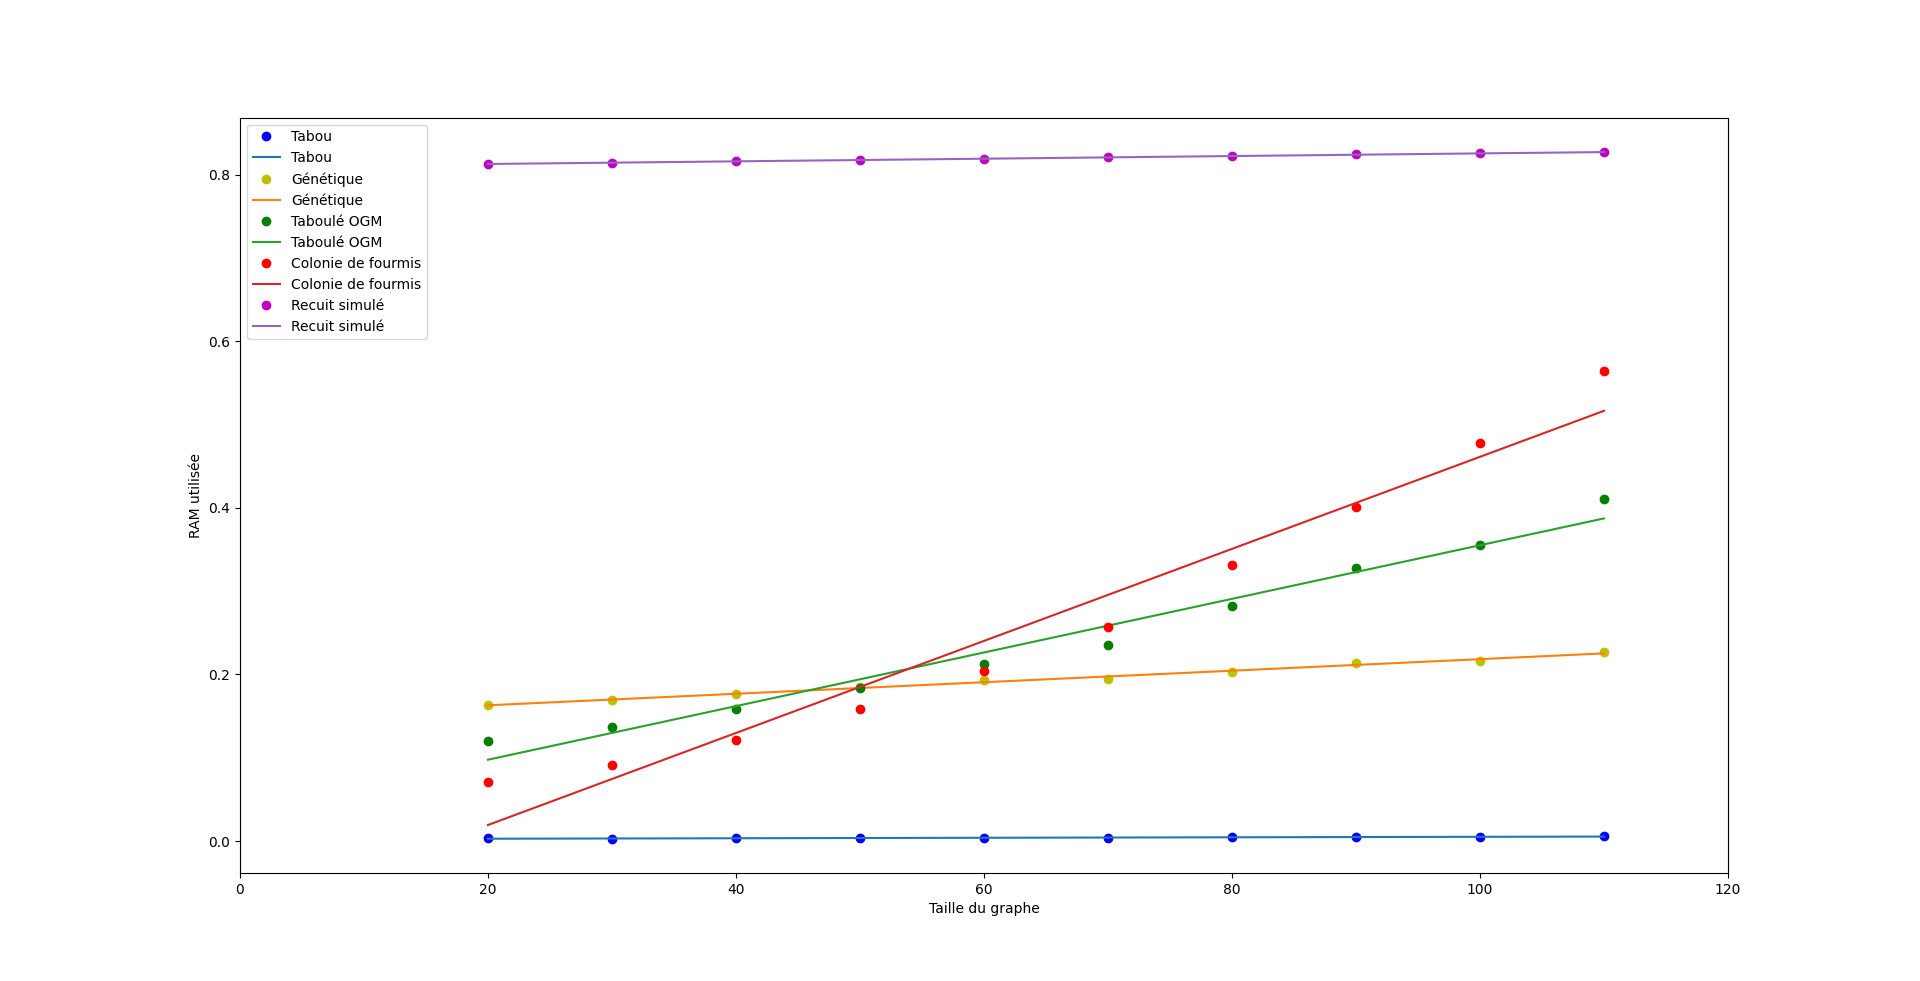 Tabou
Tabou
Génétique
Génétique
Taboulé OGM
Taboulé OGM
Colonie de fourmis
Colonie de fourmis
Recuit simulé
Recuit simulé
0.8
0.6
0.4
0.2
0.0
RAM utilisée
0 20 40 60 80 100 120
Taille du graphe